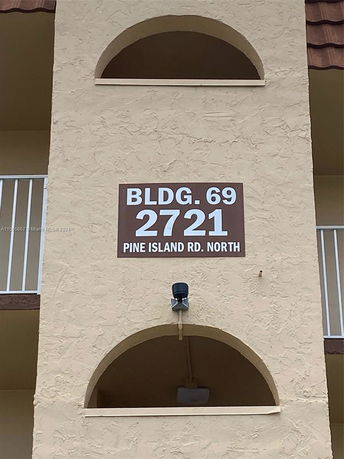 BLDG. 69
2721
PINE ISLAND RD. NORTH